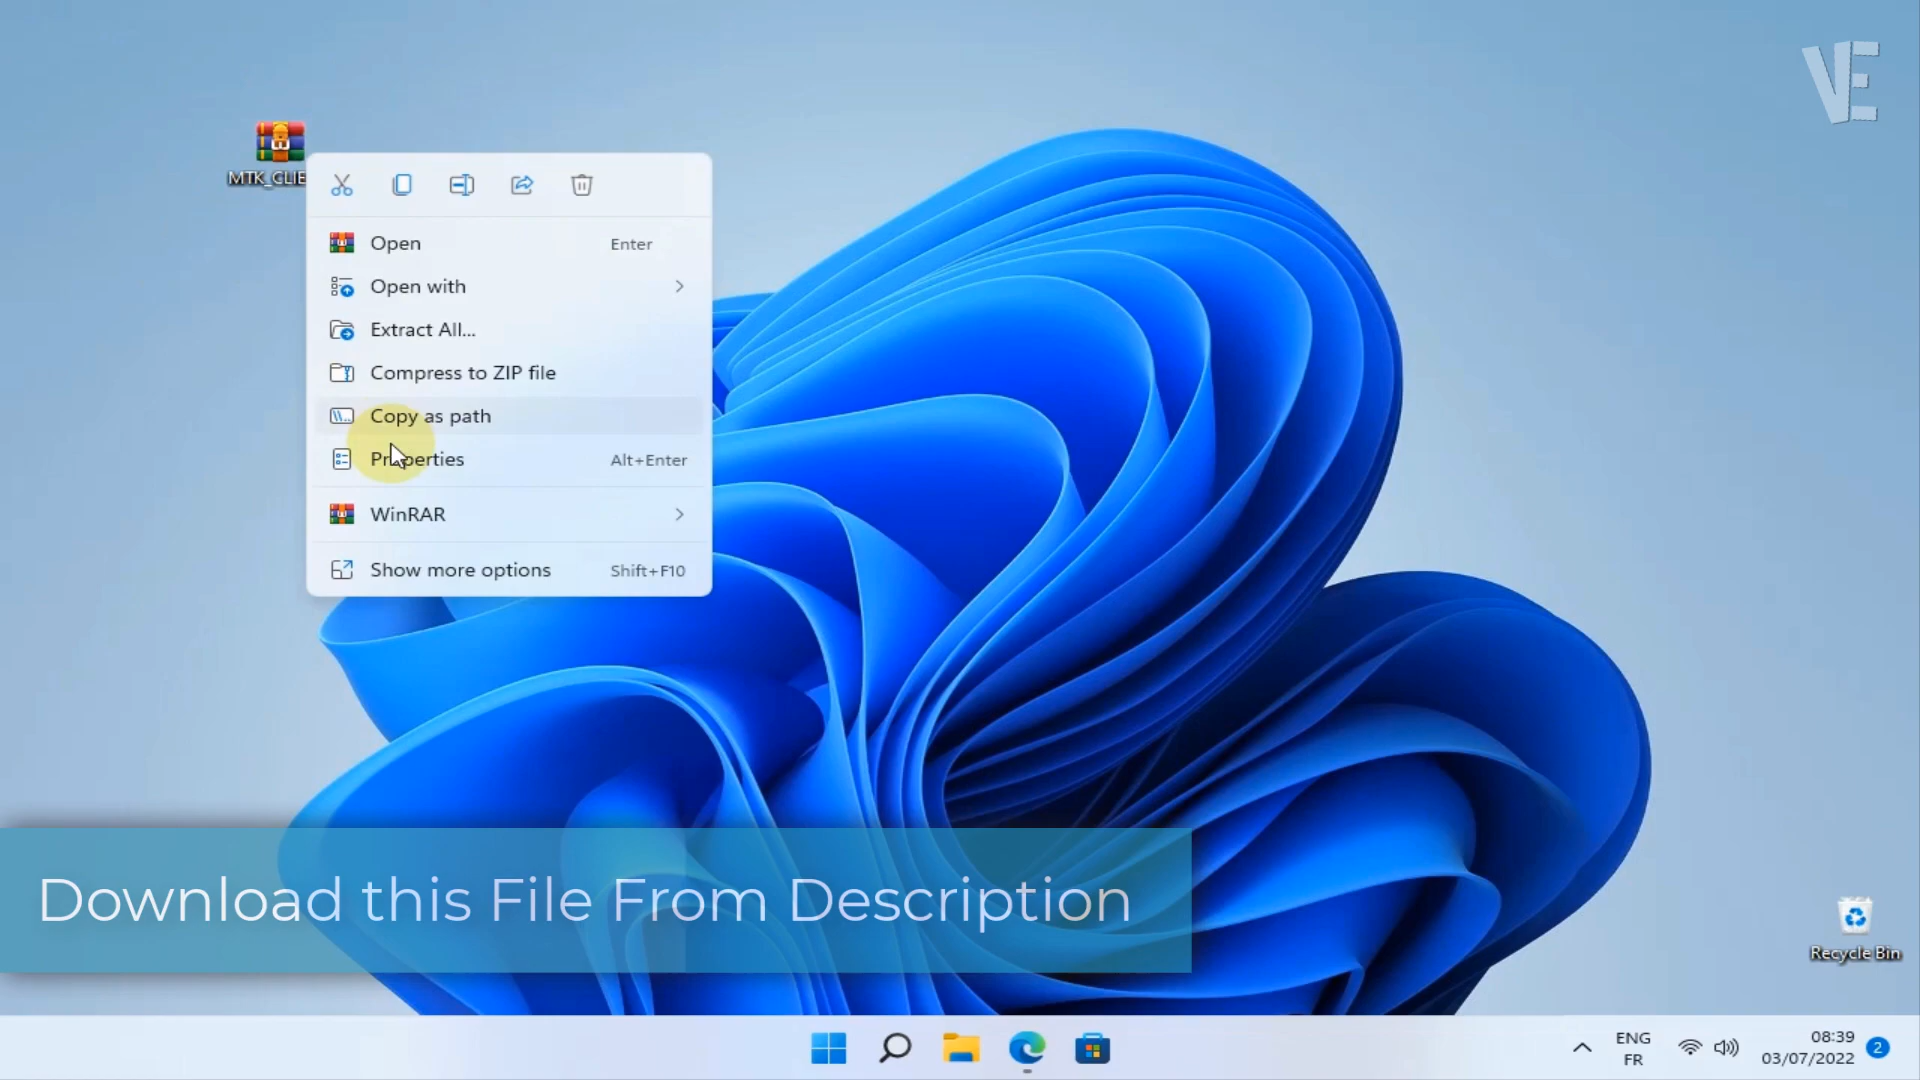 VE
MTK_CLIE
Open Enter
Open with
Extract All...
Compress to ZIP file
Copy as path
Properties Alt+Enter
WinRAR
Show more options Shift+F10
Download this File From Description
Recycle Bin
ENG
FR
08:39
03/07/2022
2